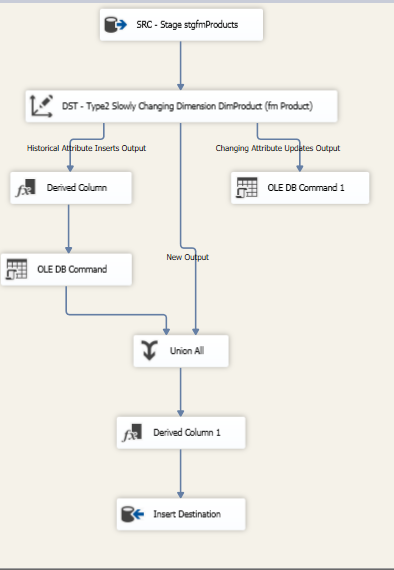 SRC - Stage stgfmProducts
DST - Type2 Slowly Changing Dimension DimProduct (fm Product)
Historical Attribute Inserts Output
Changing Attribute Updates Output
Derived Column
OLE DB Command 1
OLE DB Command
New Output
Union All
Derived Column 1
Insert Destination